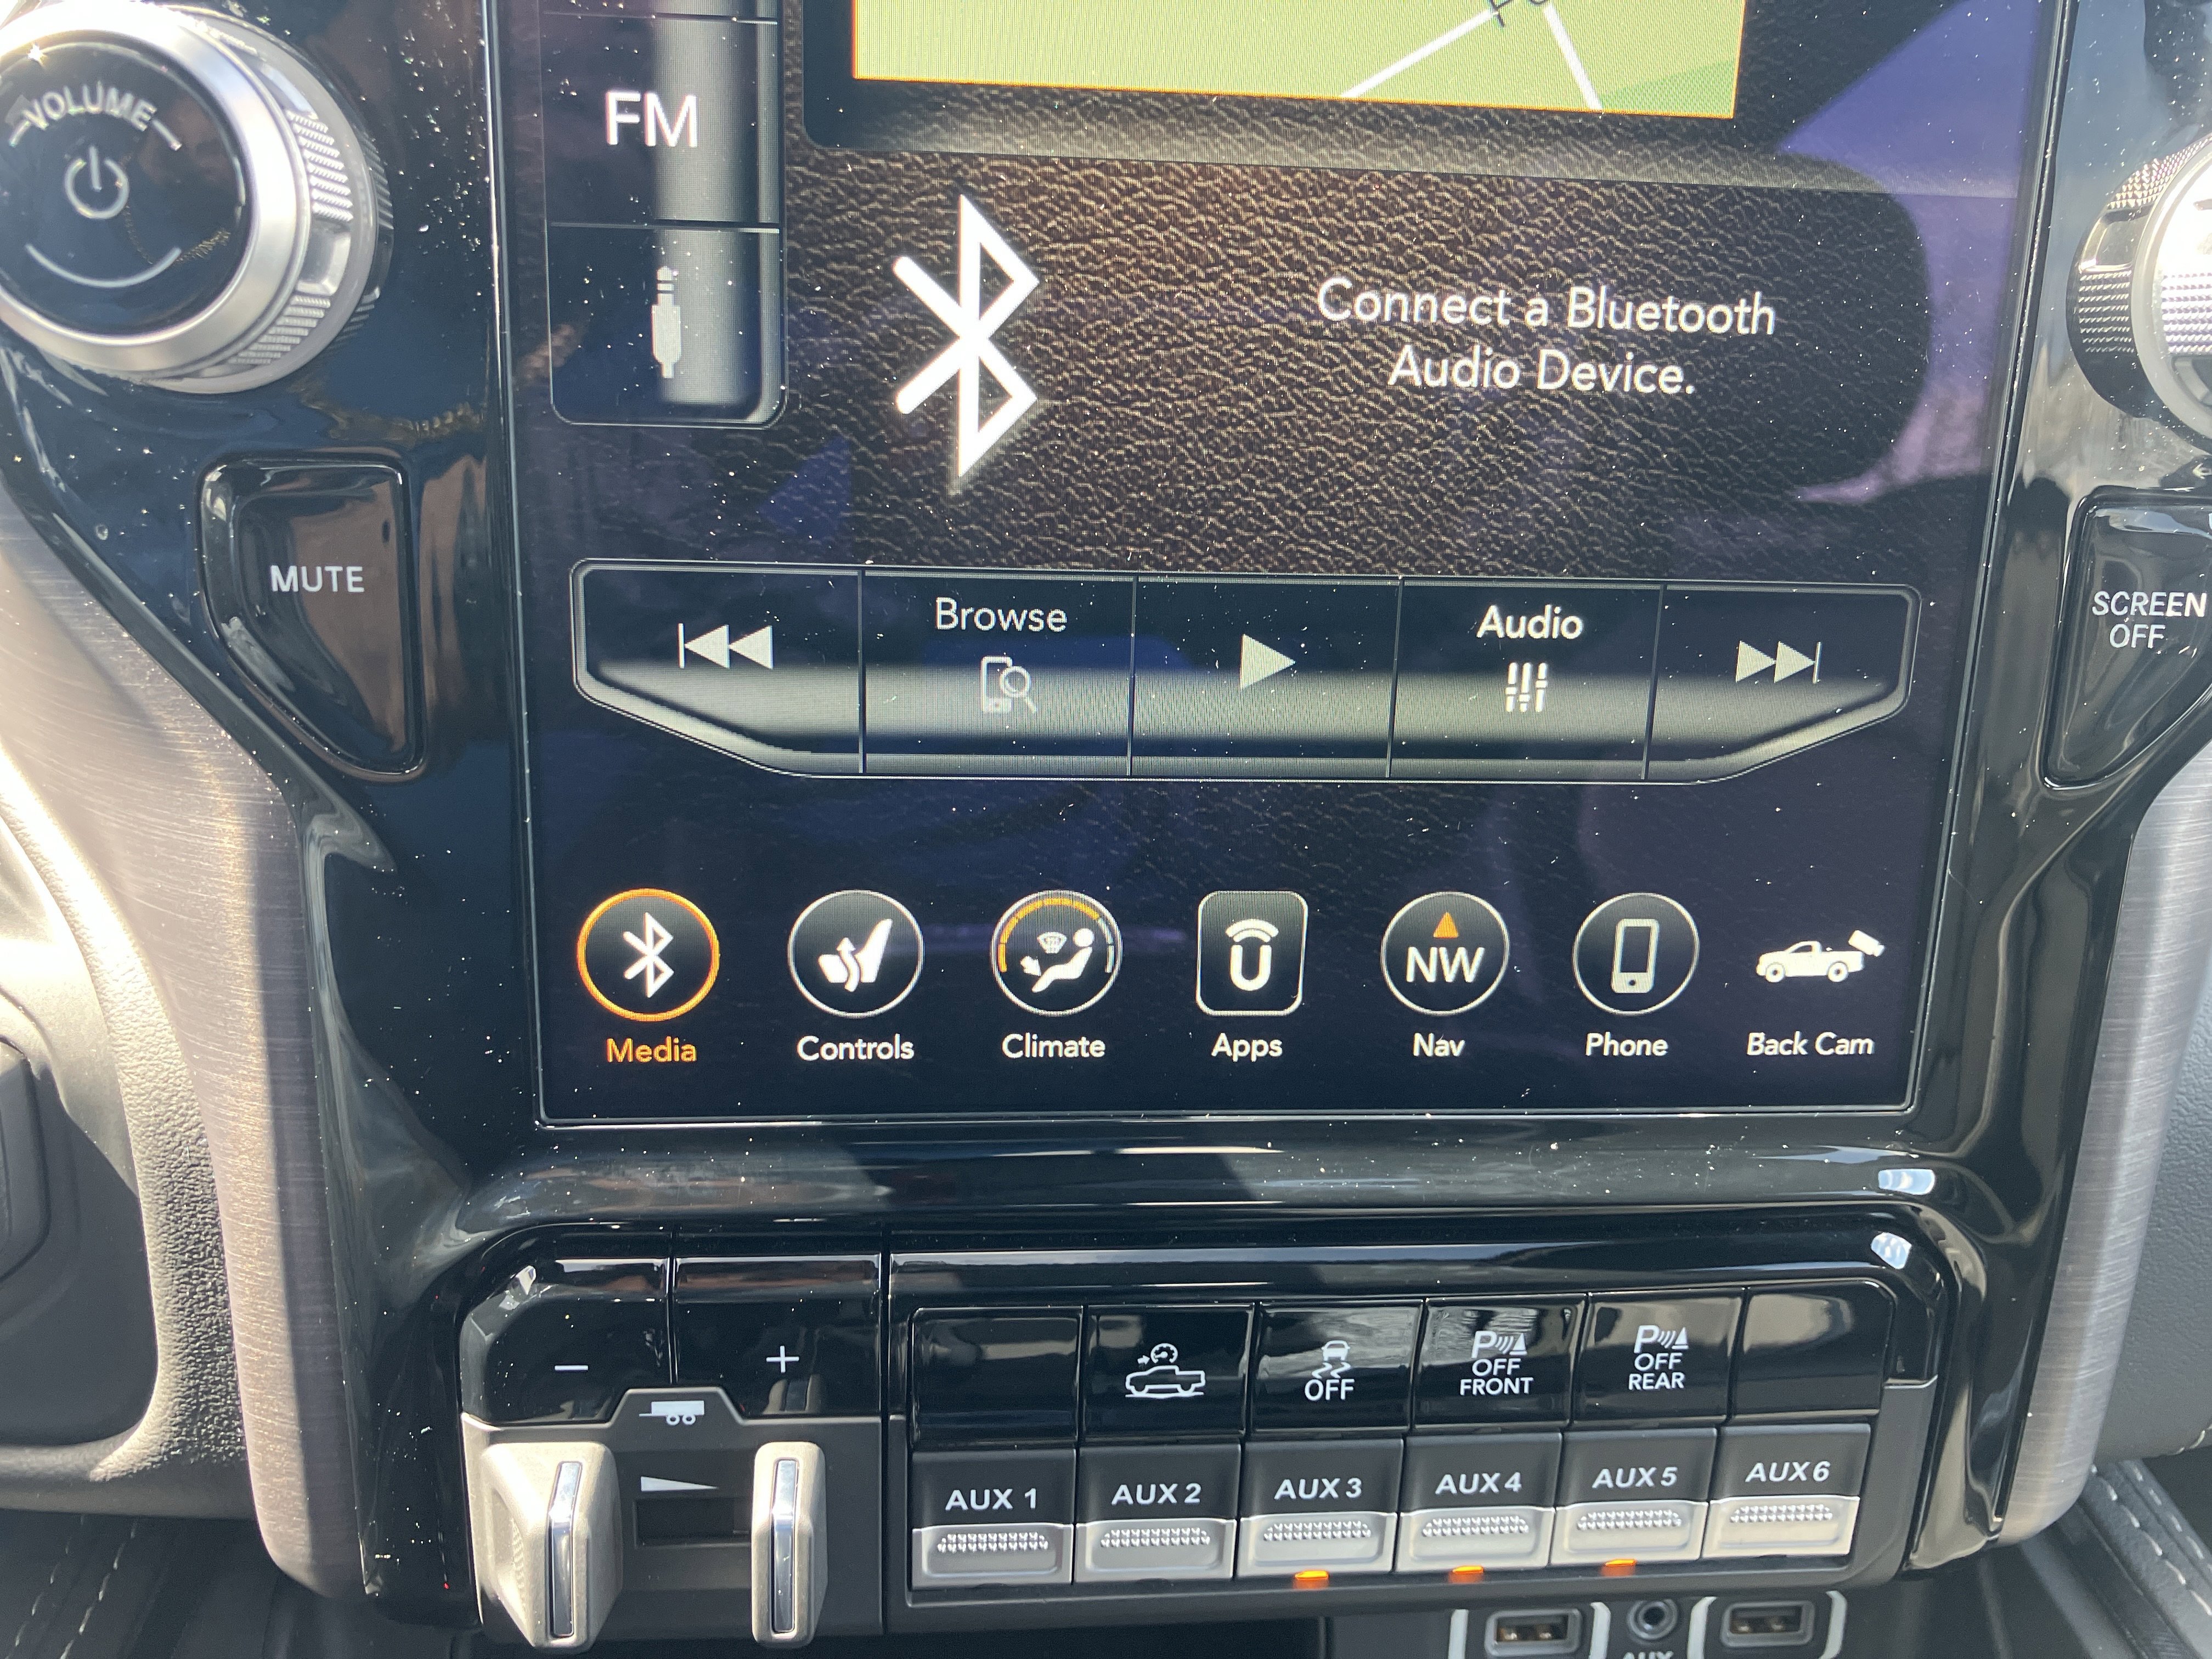 VOLUME
FM
Connect a Bluetooth
Audio Device.
MUTE
SCREEN
OFF
Browse
Audio
NW
Media
Controls
Climate
Apps
Nav
Phone
Back Cam
-
+
OFF
P
OFF
FRONT
P
OFF
REAR
AUX 1
AUX 2
AUX 3
AUX 4
AUX 5
AUX 6
AUX